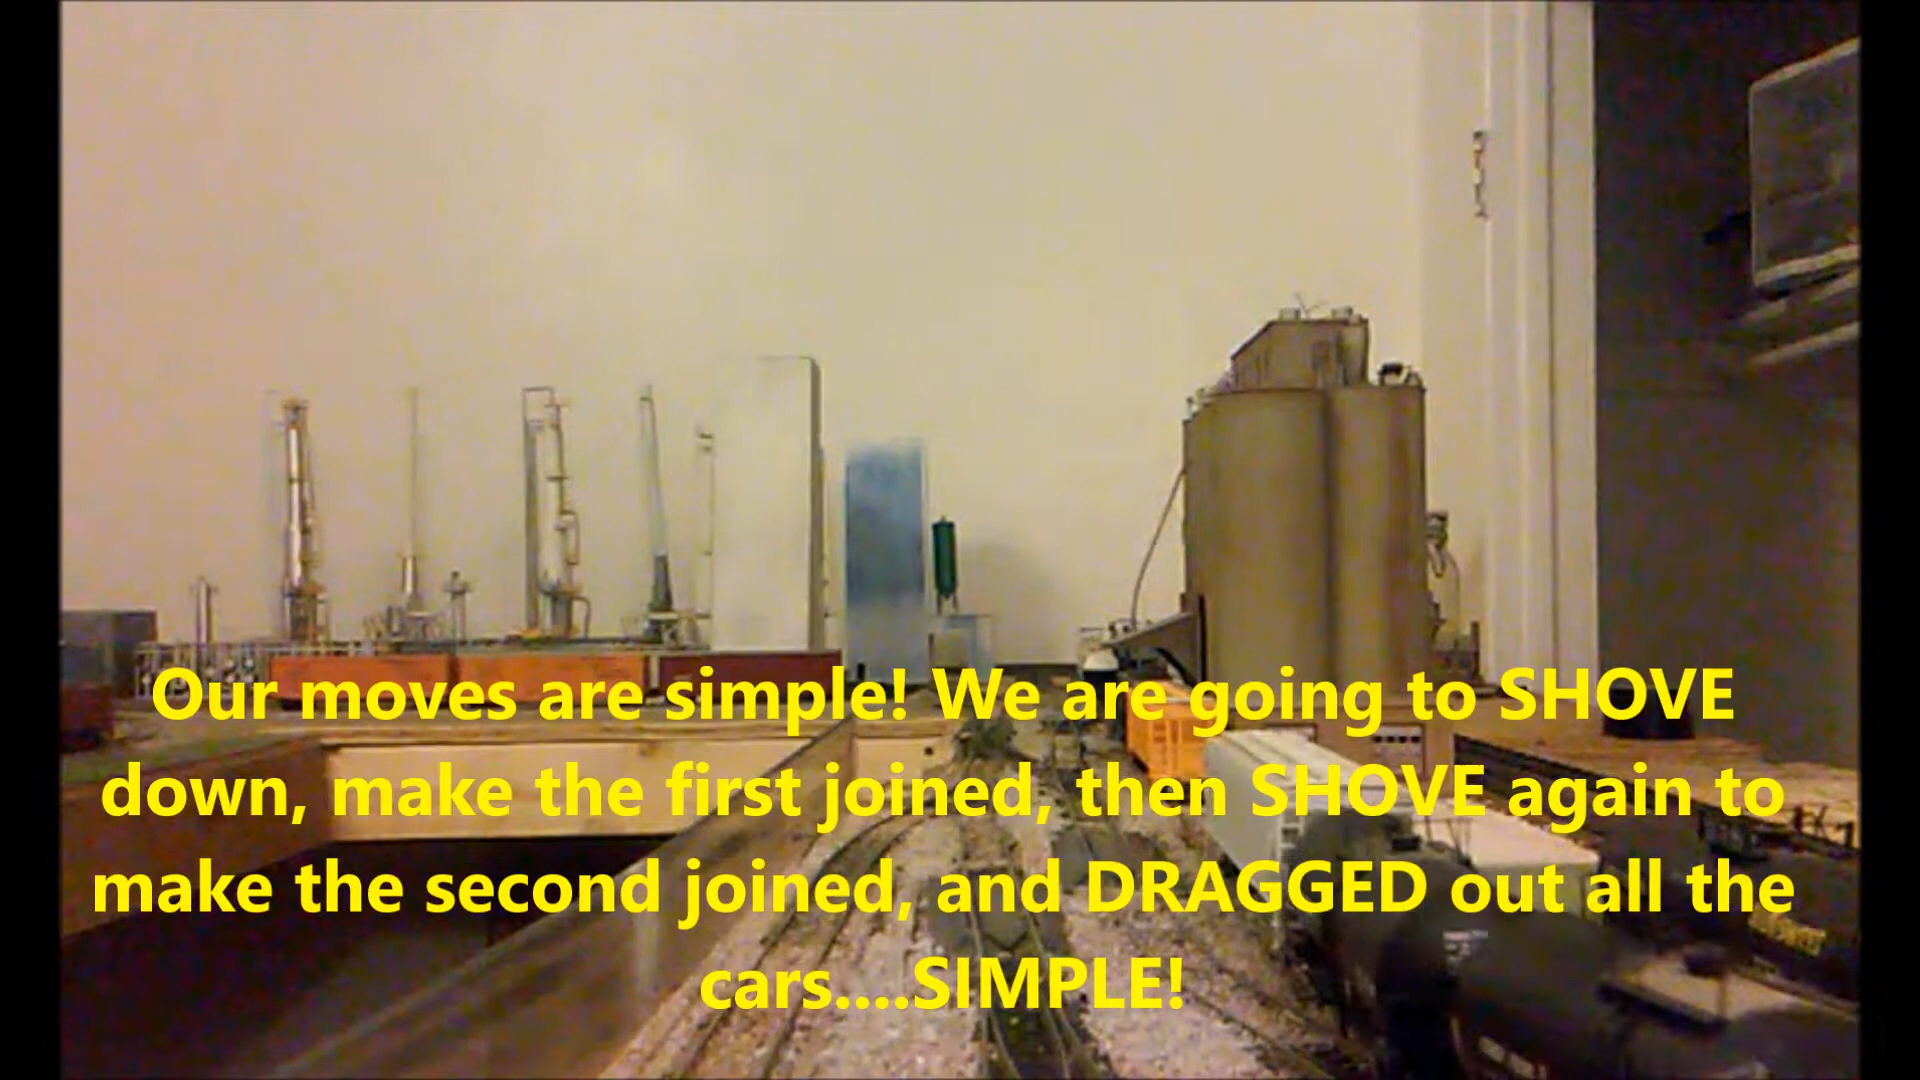 Our moves are simple! We are going to SHOVE
down, make the first joined, then SHOVE again to
make the second joined, and DRAGGED out all the
cars....SIMPLE!